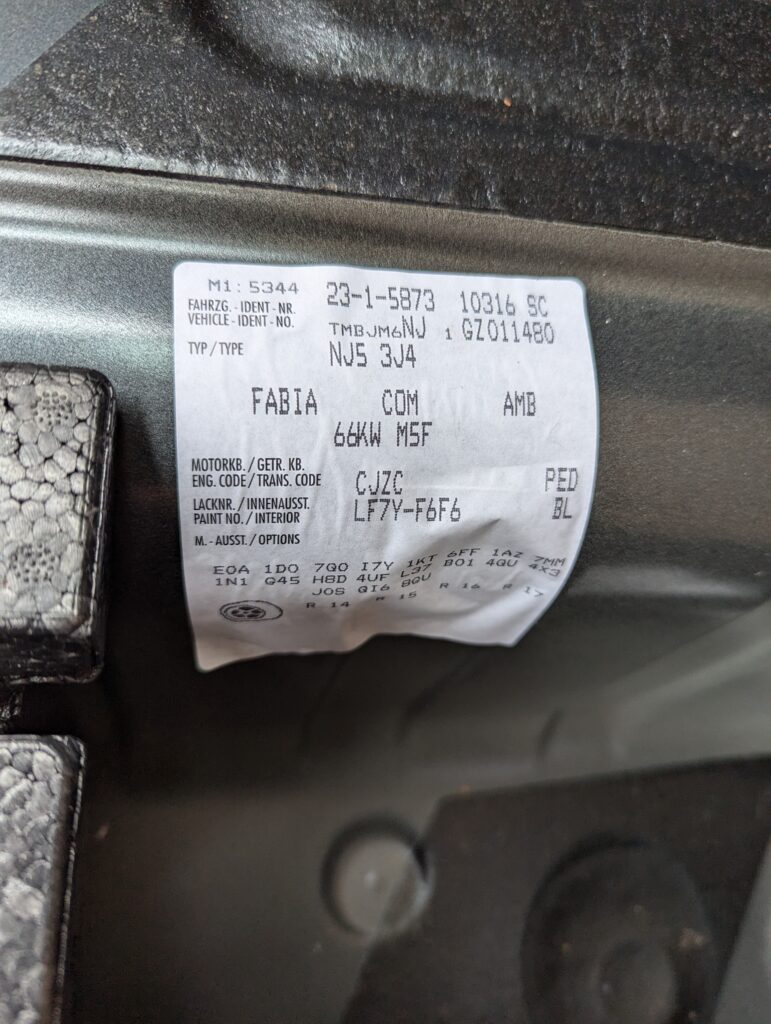 M1: 5344 23-1-5873 10316 SC
FAHRZG.-IDENT-NR.
VEHICLE-IDENT-NO. TMBJM6NJ 1 GZ011480
TYP/TYPE NJ5 3J4
FABIA COM AMB
66KW M5F
MOTORKB./GETR. KB.
ENG. CODE/TRANS. CODE CJZC PED
LACKNR./INNENAUSST.
PAINT NO./INTERIOR LF7Y-F6F6 BL
M.-AUSST./OPTIONS
E0A 1D0 7Q0 I7Y 1KT 6FF 1AZ 7MM
1N1 Q45 H8D 4UF L37 B01 4QU 4X3
J0S QI6 8QU
R 14 R 15 R 16 R 17